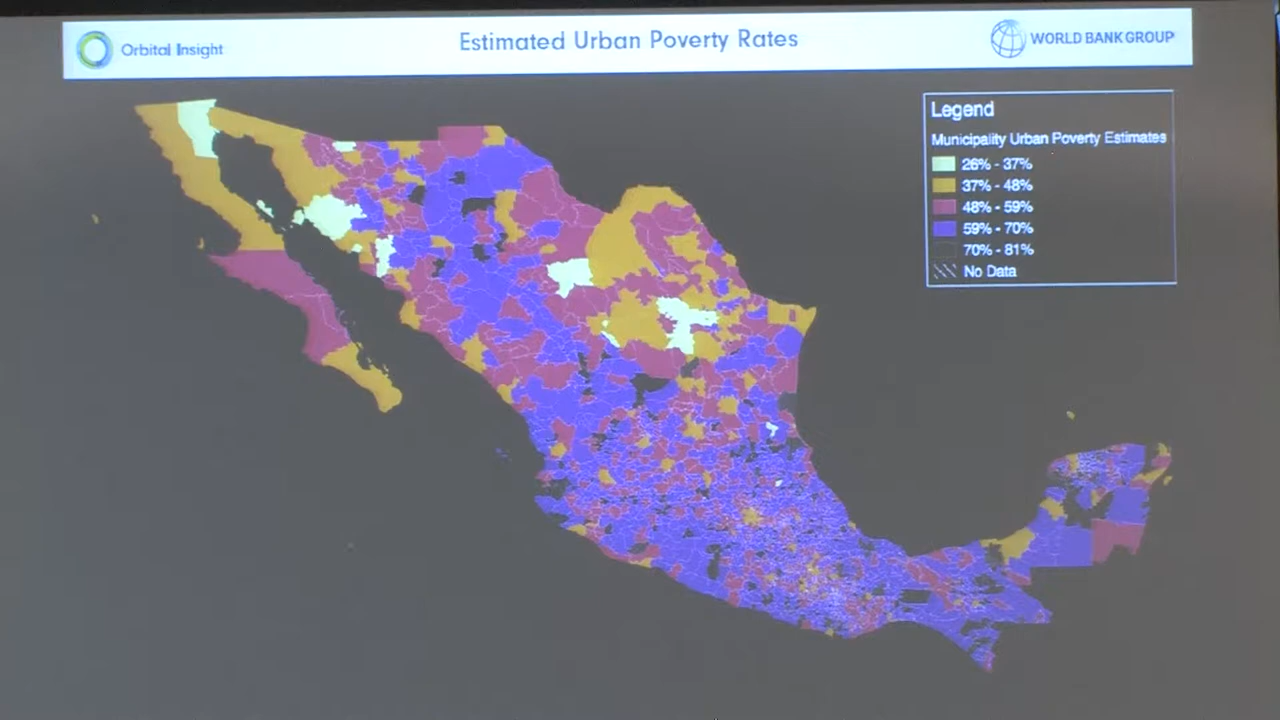 Orbital Insight
Estimated Urban Poverty Rates
WORLD BANK GROUP
Legend
Municipality Urban Poverty Estimates
26% - 37%
37% - 48%
48% - 59%
59% - 70%
70% - 81%
No Data